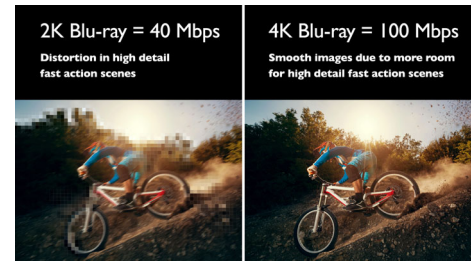 2K Blu-ray = 40 Mbps
Distortion in high detail
fast action scenes
4K Blu-ray = 100 Mbps
Smooth images due to more room
for high detail fast action scenes